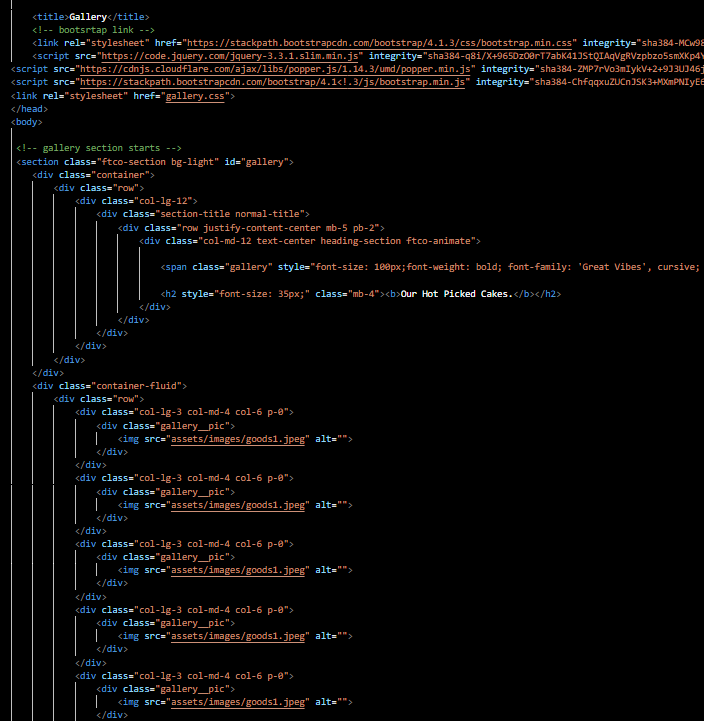 <title>Gallery</title>
<!-- bootsrtap link -->
<link rel="stylesheet" href="https://stackpath.bootstrapcdn.com/bootstrap/4.1.3/css/bootstrap.min.css" integrity="sha384-MCw98
<script src="https://code.jquery.com/jquery-3.3.1.slim.min.js" integrity="sha384-q8i/X+965DzO0rT7abK41JStQIAqVgRVzpbzo5smXKp4Y
<script src="https://cdnjs.cloudflare.com/ajax/libs/popper.js/1.14.3/umd/popper.min.js" integrity="sha384-ZMP7rVo3mIykV+2+9J3UJ46j
<script src="https://stackpath.bootstrapcdn.com/bootstrap/4.1<!.3/js/bootstrap.min.js" integrity="sha384-ChfqqxuZUCnJSK3+MXmPNIyE6
<link rel="stylesheet" href="gallery.css">
</head>
<body>
<!-- gallery section starts -->
<section class="ftco-section bg-light" id="gallery">
<div class="container">
<div class="row">
<div class="col-lg-12">
<div class="section-title normal-title">
<div class="row justify-content-center mb-5 pb-2">
<div class="col-md-12 text-center heading-section ftco-animate">
<span class="gallery" style="font-size: 100px;font-weight: bold; font-family: 'Great Vibes', cursive;
<h2 style="font-size: 35px;" class="mb-4"><b>Our Hot Picked Cakes.</b></h2>
</div>
</div>
</div>
</div>
</div>
</div>
<div class="container-fluid">
<div class="row">
<div class="col-lg-3 col-md-4 col-6 p-0">
<div class="gallery__pic">
<img src="assets/images/goods1.jpeg" alt="">
</div>
</div>
<div class="col-lg-3 col-md-4 col-6 p-0">
<div class="gallery__pic">
<img src="assets/images/goods1.jpeg" alt="">
</div>
</div>
<div class="col-lg-3 col-md-4 col-6 p-0">
<div class="gallery__pic">
<img src="assets/images/goods1.jpeg" alt="">
</div>
</div>
<div class="col-lg-3 col-md-4 col-6 p-0">
<div class="gallery__pic">
<img src="assets/images/goods1.jpeg" alt="">
</div>
</div>
<div class="col-lg-3 col-md-4 col-6 p-0">
<div class="gallery__pic">
<img src="assets/images/goods1.jpeg" alt="">
</div>